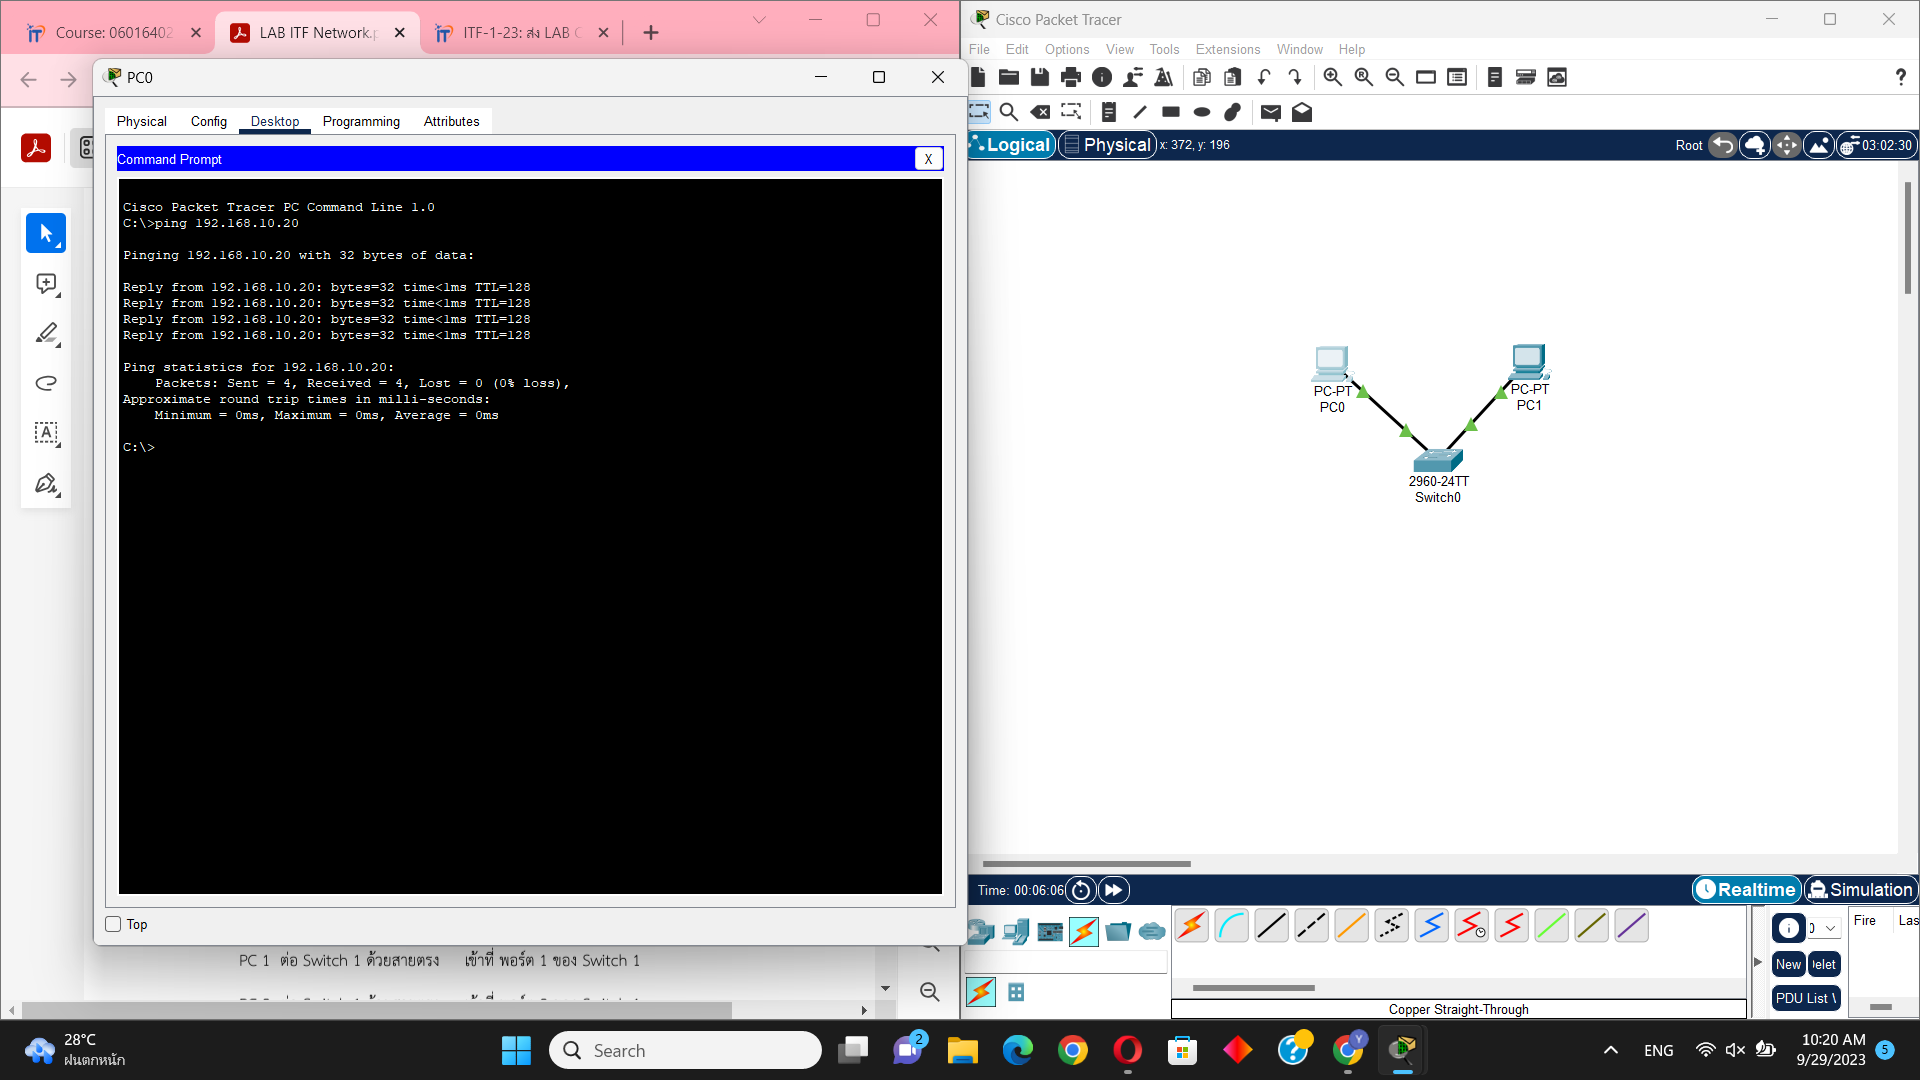 Course: 06016402
LAB ITF Network.p
ITF-1-23: ส่ง LAB
PC0
Physical Config Desktop Programming Attributes
Command Prompt
X
Cisco Packet Tracer PC Command Line 1.0
C:\>ping 192.168.10.20
Pinging 192.168.10.20 with 32 bytes of data:
Reply from 192.168.10.20: bytes=32 time<1ms TTL=128
Reply from 192.168.10.20: bytes=32 time<1ms TTL=128
Reply from 192.168.10.20: bytes=32 time<1ms TTL=128
Reply from 192.168.10.20: bytes=32 time<1ms TTL=128
Ping statistics for 192.168.10.20:
Packets: Sent = 4, Received = 4, Lost = 0 (0% loss),
Approximate round trip times in milli-seconds:
Minimum = 0ms, Maximum = 0ms, Average = 0ms
C:\>
Top
PC 1 ต่อ Switch 1 ด้วยสายตรง เข้าที่ พอร์ต 1 ของ Switch 1
Cisco Packet Tracer
File Edit Options View Tools Extensions Window Help
Logical Physical x: 372, y: 196
Root 03:02:30
PC-PT
PC0
PC-PT
PC1
2960-24TT
Switch0
Time: 00:06:06
Realtime Simulation
Copper Straight-Through
0
New
elet
PDU List
Fire
Las
28°C
ฝนตกหนัก
Search
2
Y
ENG
10:20 AM
9/29/2023
5